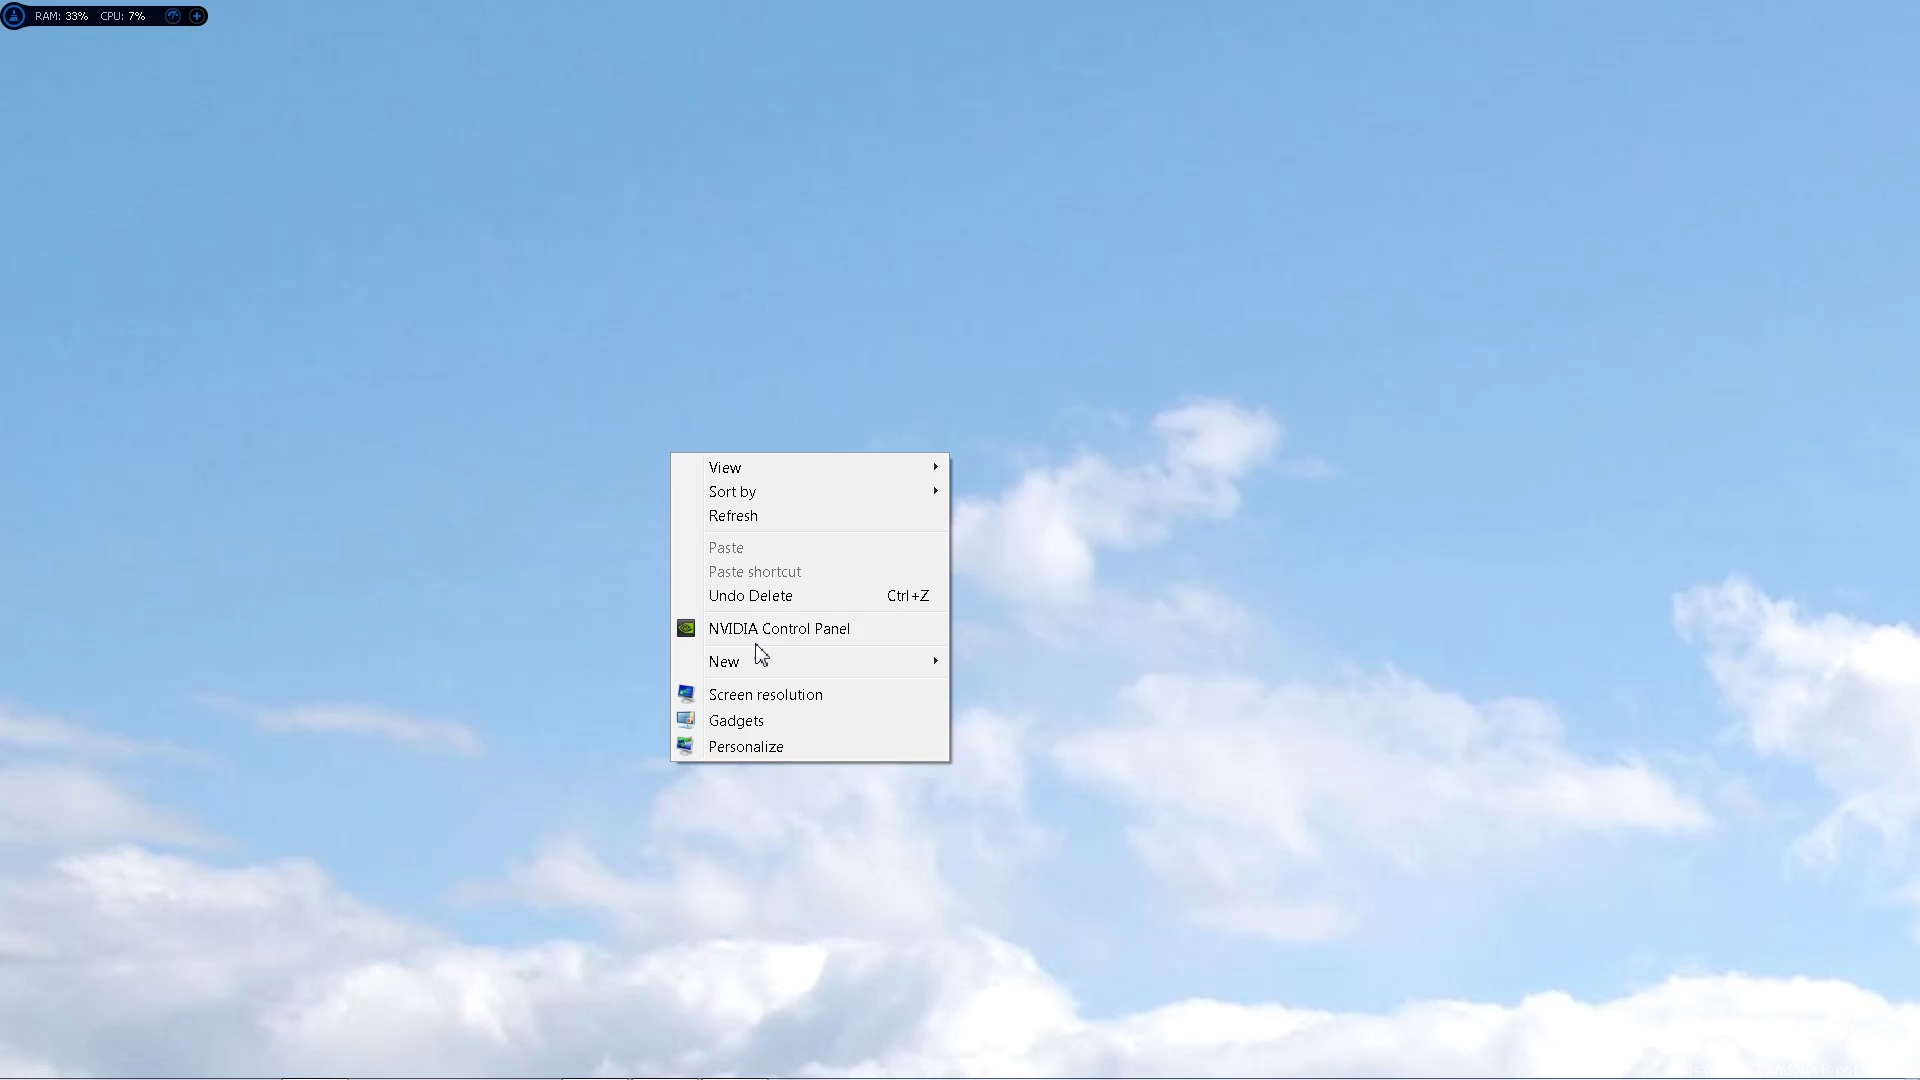 RAM: 33% CPU: 7%
View
Sort by
Refresh
Paste
Paste shortcut
Undo Delete Ctrl+Z
NVIDIA Control Panel
New
Screen resolution
Gadgets
Personalize